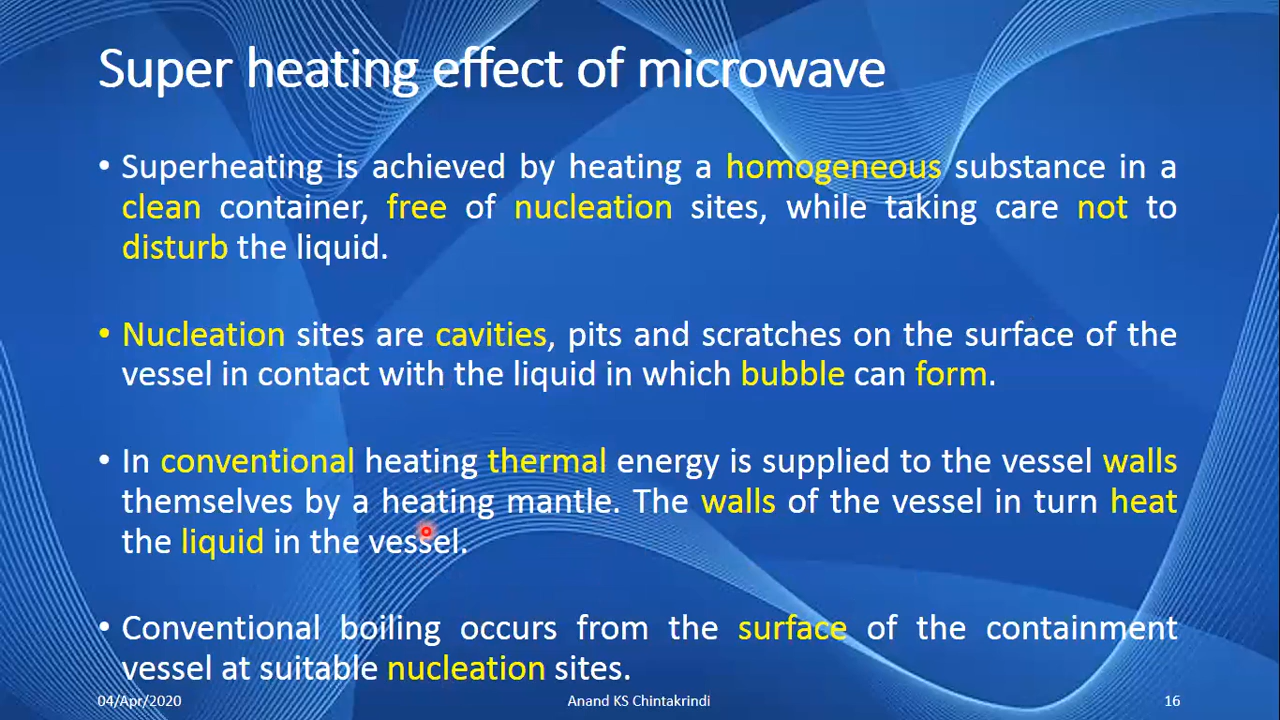 Super heating effect of microwave
• Superheating is achieved by heating a homogeneous substance in a
clean container, free of nucleation sites, while taking care not to
disturb the liquid.
• Nucleation sites are cavities, pits and scratches on the surface of the
vessel in contact with the liquid in which bubble can form.
• In conventional heating thermal energy is supplied to the vessel walls
themselves by a heating mantle. The walls of the vessel in turn heat
the liquid in the vessel.
• Conventional boiling occurs from the surface of the containment
vessel at suitable nucleation sites.
04/Apr/2020 Anand KS Chintakrindi 16